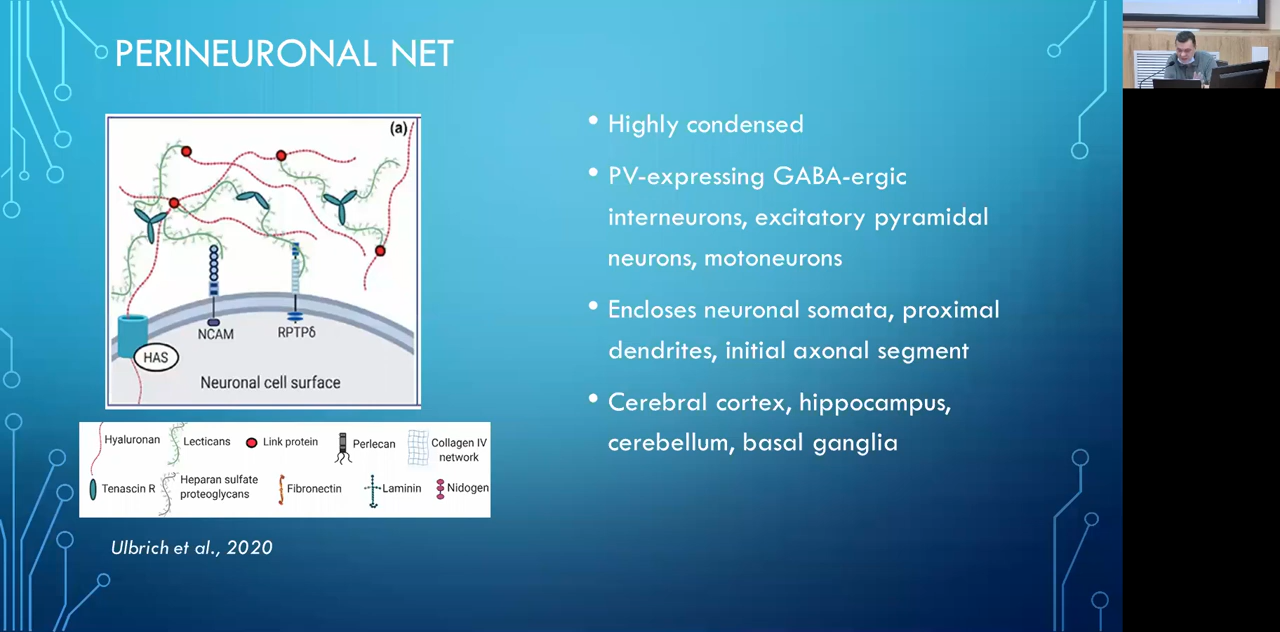 PERINEURONAL NET
(a)
NCAM
RPTPδ
HAS
Neuronal cell surface
Hyaluronan
Lecticans
Link protein
Perlecan
Collagen IV
network
Tenascin R
Heparan sulfate
proteoglycans
Fibronectin
Laminin
Nidogen
Ulbrich et al., 2020
• Highly condensed
• PV-expressing GABA-ergic
interneurons, excitatory pyramidal
neurons, motoneurons
• Encloses neuronal somata, proximal
dendrites, initial axonal segment
• Cerebral cortex, hippocampus,
cerebellum, basal ganglia